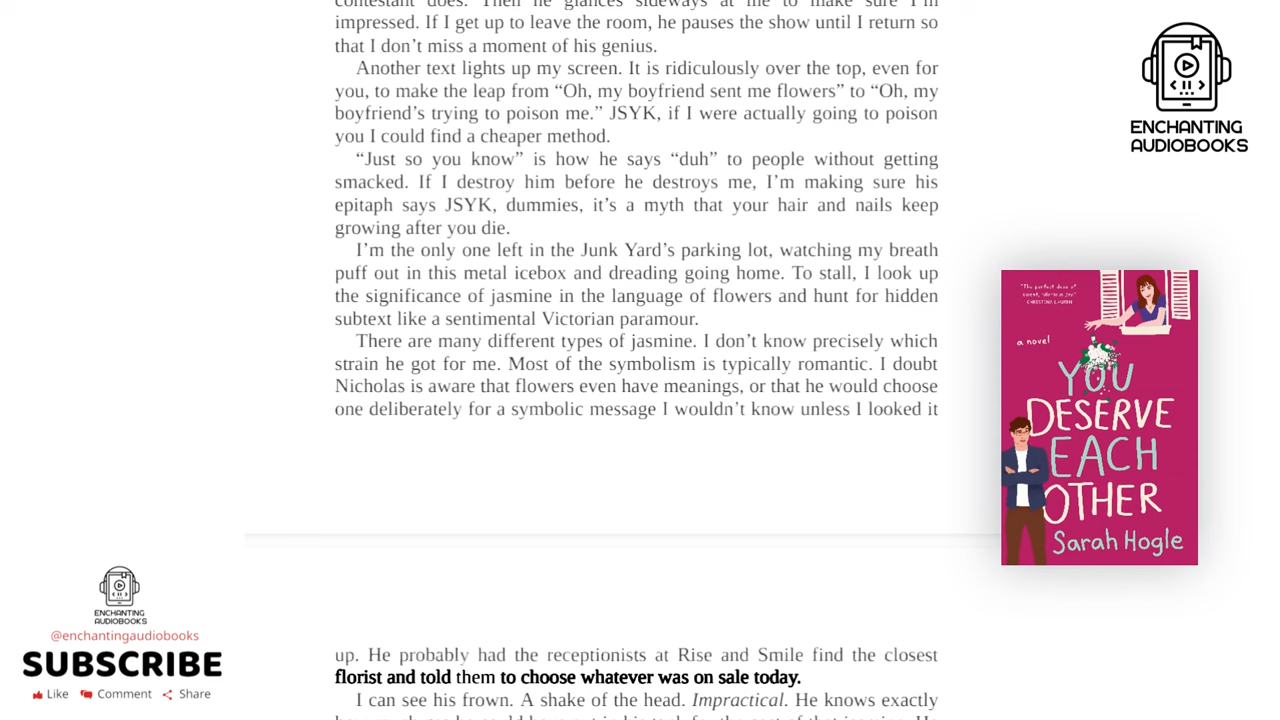 contestant does. Then he glances sideways at me to make sure I'm
impressed. If I get up to leave the room, he pauses the show until I return so
that I don't miss a moment of his genius.
Another text lights up my screen. It is ridiculously over the top, even for
you, to make the leap from “Oh, my boyfriend sent me flowers” to “Oh, my
boyfriend's trying to poison me.” JSYK, if I were actually going to poison
you I could find a cheaper method.
“Just so you know” is how he says “duh” to people without getting
smacked. If I destroy him before he destroys me, I'm making sure his
epitaph says JSYK, dummies, it's a myth that your hair and nails keep
growing after you die.
I'm the only one left in the Junk Yard's parking lot, watching my breath
puff out in this metal icebox and dreading going home. To stall, I look up
the significance of jasmine in the language of flowers and hunt for hidden
subtext like a sentimental Victorian paramour.
There are many different types of jasmine. I don't know precisely which
strain he got for me. Most of the symbolism is typically romantic. I doubt
Nicholas is aware that flowers even have meanings, or that he would choose
one deliberately for a symbolic message I wouldn't know unless I looked it
up. He probably had the receptionists at Rise and Smile find the closest
florist and told them to choose whatever was on sale today.
I can see his frown. A shake of the head. Impractical. He knows exactly
ENCHANTING
AUDIOBOOKS
"The perfect dose of
CHRISTINA LAUREN
a novel
YOU
DESERVE
EACH
OTHER
Sarah Hogle
ENCHANTING
AUDIOBOOKS
@enchantingaudiobooks
SUBSCRIBE
Like Comment Share